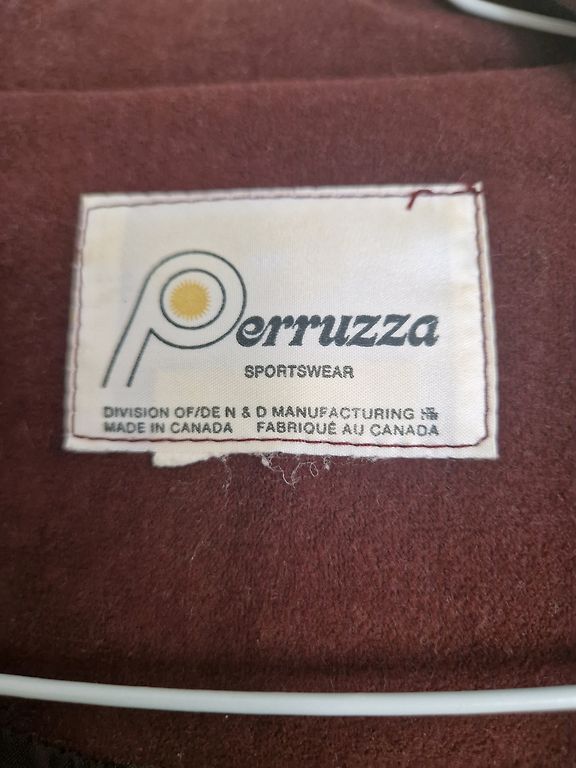 Perruzza
SPORTSWEAR
DIVISION OF/DE N & D MANUFACTURING
MADE IN CANADA FABRIQUÉ AU CANADA